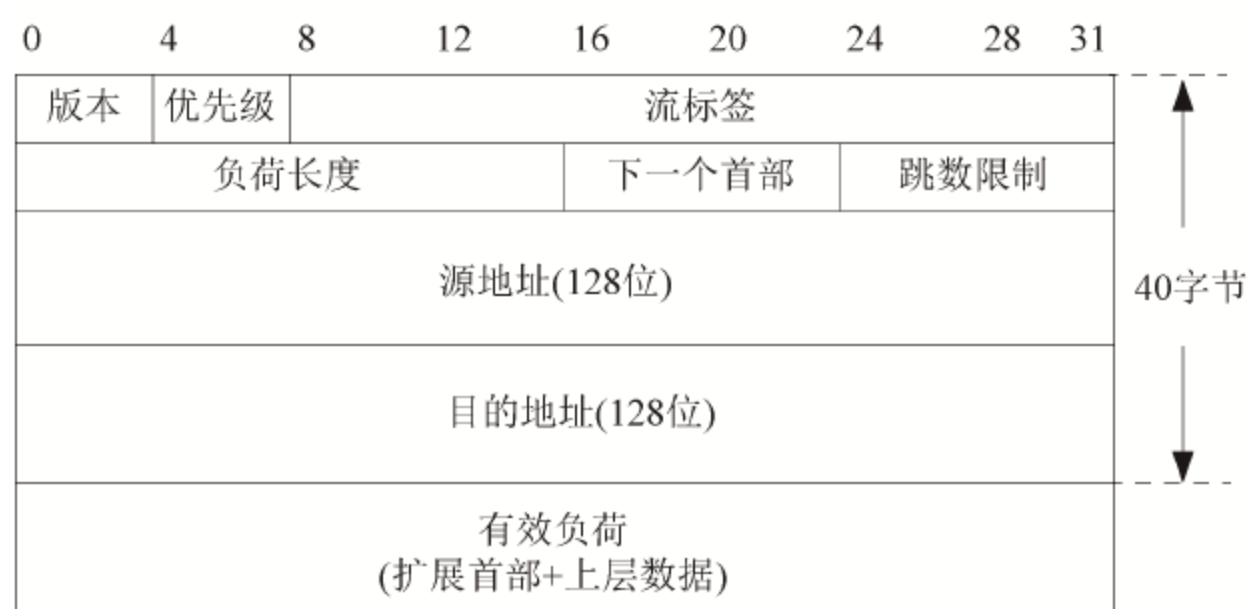 0 4 8 12 16 20 24 28 31
版本 优先级 流标签
负荷长度 下一个首部 跳数限制
源地址(128位)
40字节
目的地址(128位)
有效负荷
(扩展首部+上层数据)